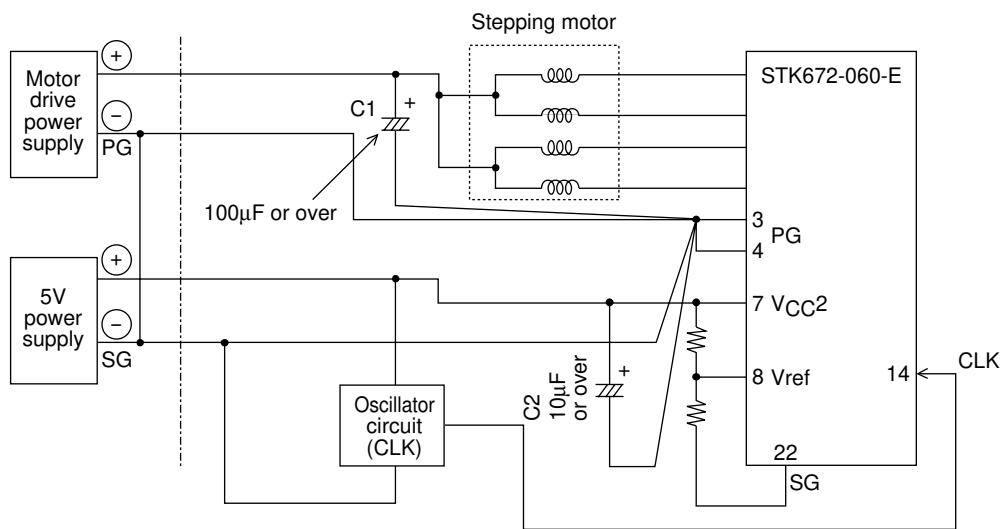 Stepping motor
+
Motor
drive
power
supply
−
PG
C1
+
100μF or over
STK672-060-E
3
PG
4
+
5V
power
supply
−
SG
7 VCC2
8 Vref
14
CLK
C2
10μF
or over
+
Oscillator
circuit
(CLK)
22
SG